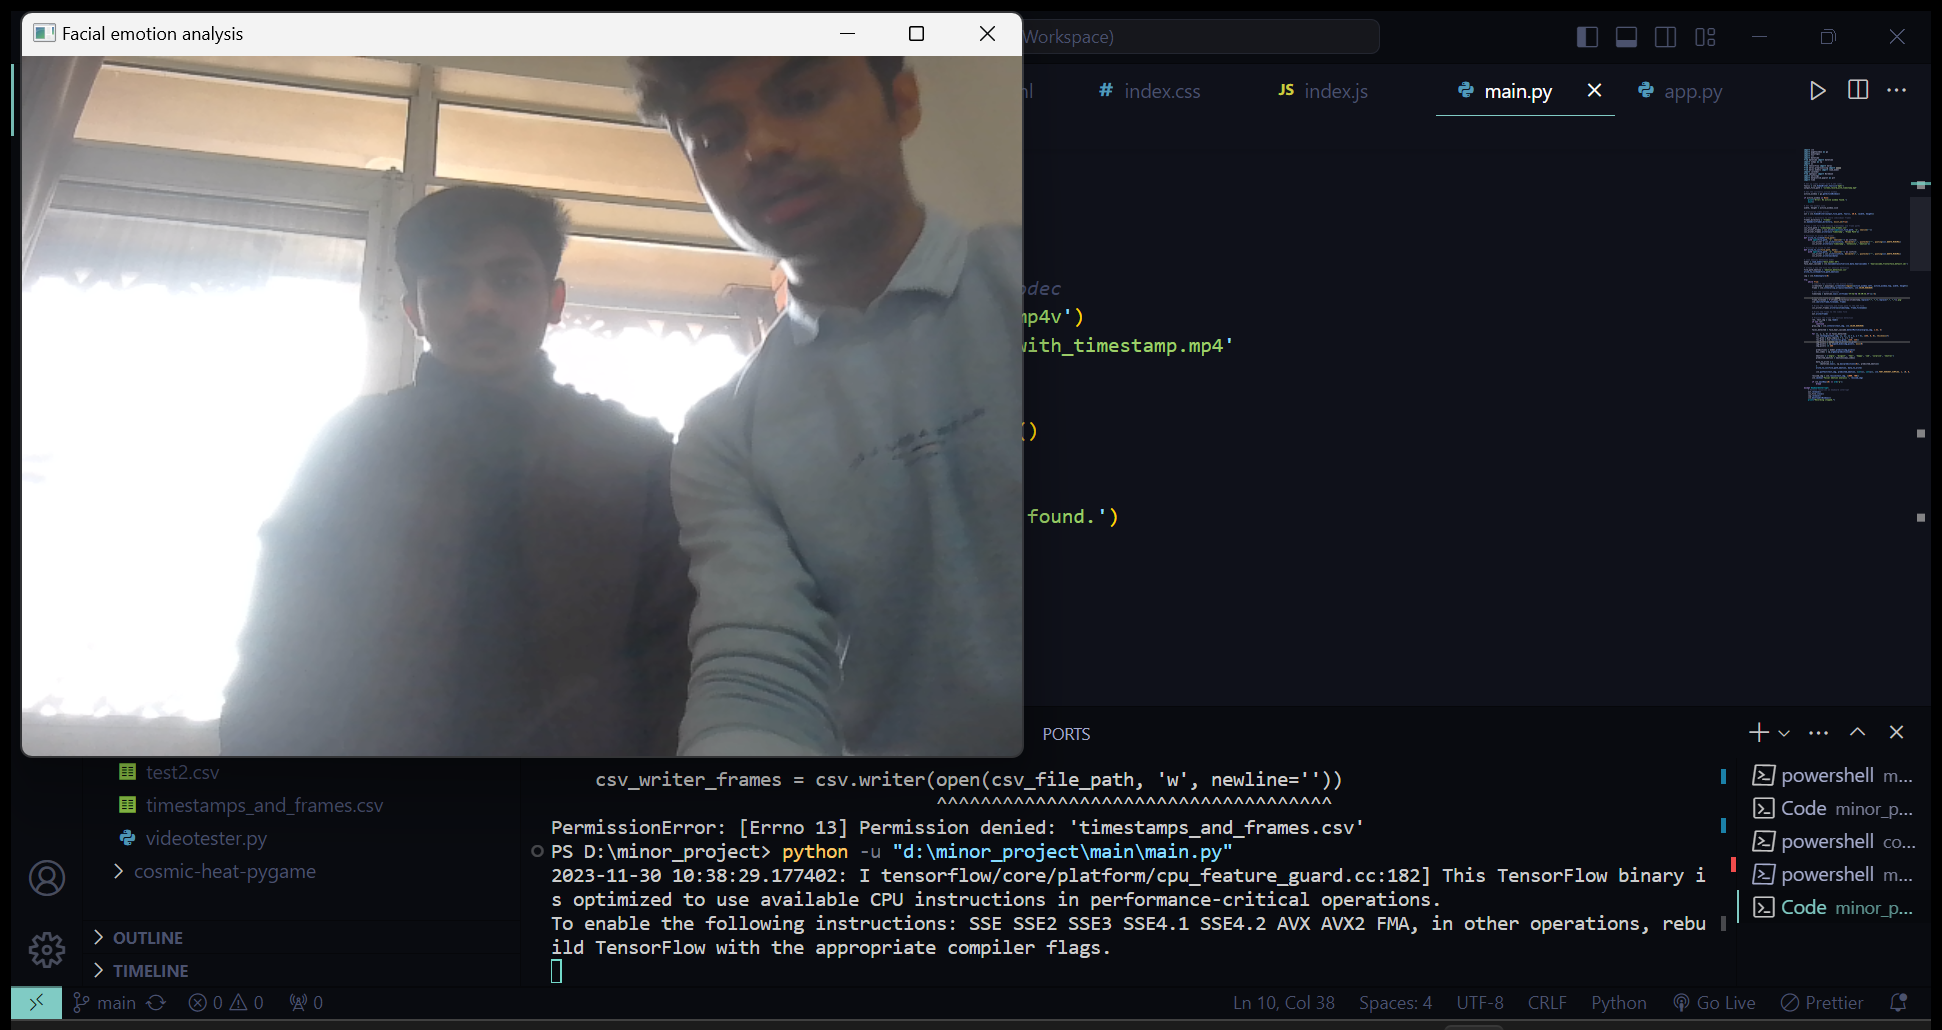 Facial emotion analysis
Workspace)
# index.css
JS index.js
main.py
app.py
odec
mp4v')
with_timestamp.mp4'
()
found.')
PORTS
csv_writer_frames = csv.writer(open(csv_file_path, 'w', newline=''))
^^^^^^^^^^^^^^^^^^^^^^^^^^^^^^^^^^^^
PermissionError: [Errno 13] Permission denied: 'timestamps_and_frames.csv'
PS D:\minor_project> python -u "d:\minor_project\main\main.py"
2023-11-30 10:38:29.177402: I tensorflow/core/platform/cpu_feature_guard.cc:182] This TensorFlow binary i
s optimized to use available CPU instructions in performance-critical operations.
To enable the following instructions: SSE SSE2 SSE3 SSE4.1 SSE4.2 AVX AVX2 FMA, in other operations, rebu
ild TensorFlow with the appropriate compiler flags.
test2.csv
timestamps_and_frames.csv
videotester.py
cosmic-heat-pygame
OUTLINE
TIMELINE
powershell m...
Code minor_p...
powershell co...
powershell m...
Code minor_p...
main
0
0
0
Ln 10, Col 38
Spaces: 4
UTF-8
CRLF
Python
Go Live
Prettier